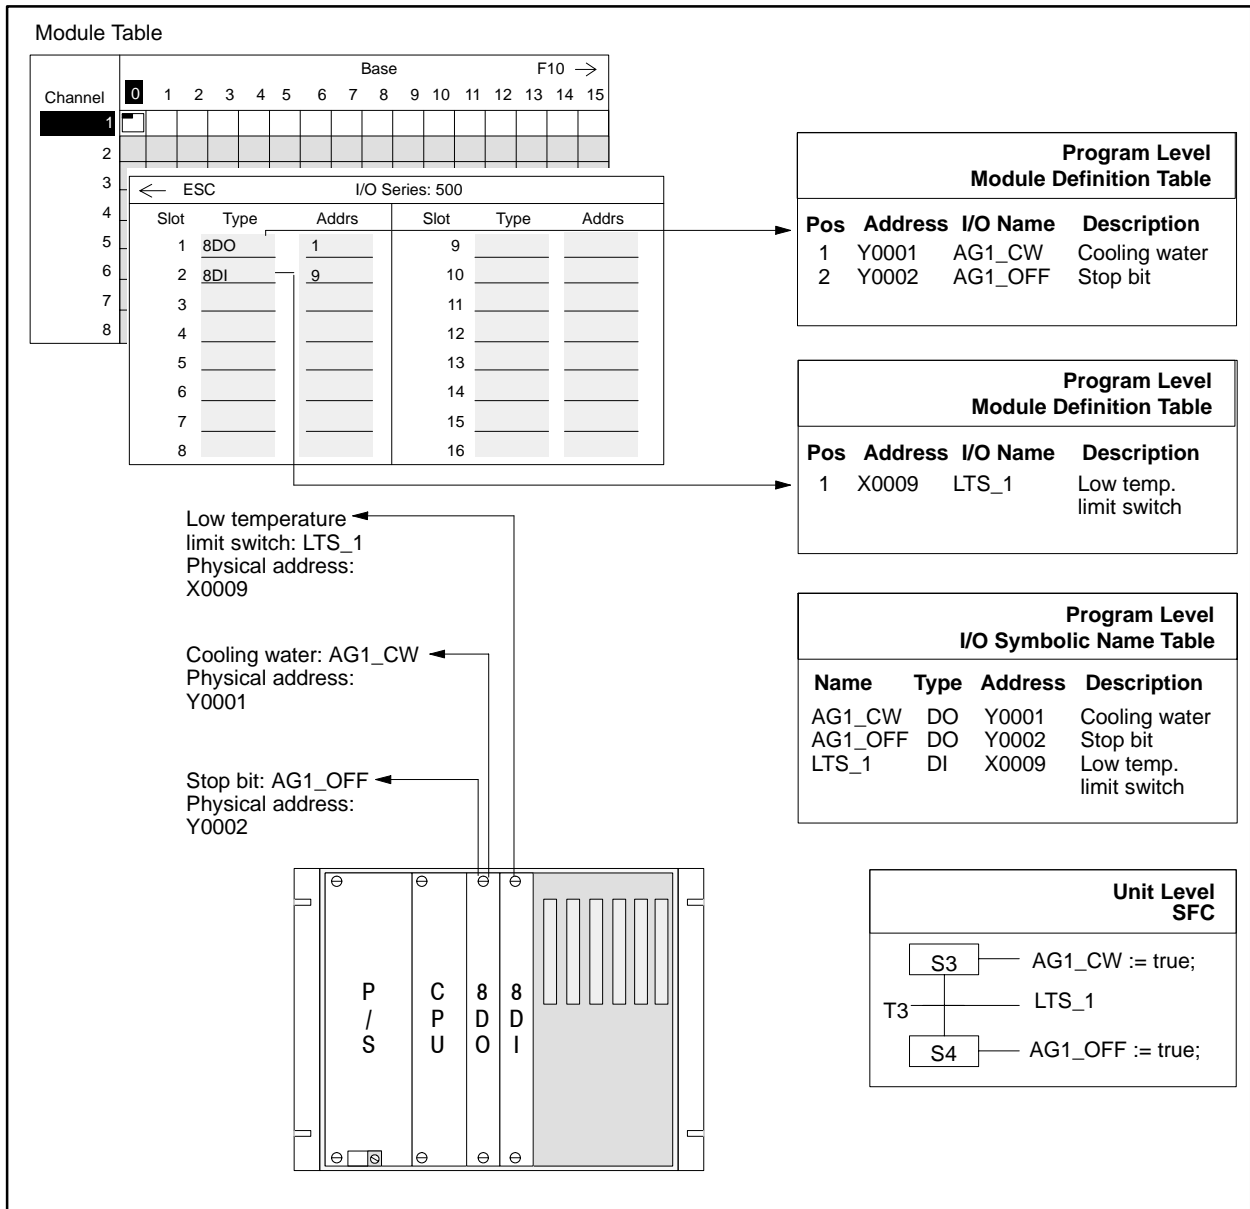 Module Table
Base F10
Channel 0 1 2 3 4 5 6 7 8 9 10 11 12 13 14 15
1
2
3
4
5
6
7
8
ESC I/O Series: 500
Slot Type Addrs Slot Type Addrs
1 8DO 1 9
2 8DI 9 10
3 11
4 12
5 13
6 14
7 15
8 16
Program Level
Module Definition Table
Pos Address I/O Name Description
1 Y0001 AG1_CW Cooling water
2 Y0002 AG1_OFF Stop bit
Program Level
Module Definition Table
Pos Address I/O Name Description
1 X0009 LTS_1 Low temp.
limit switch
Low temperature
limit switch: LTS_1
Physical address:
X0009
Cooling water: AG1_CW
Physical address:
Y0001
Stop bit: AG1_OFF
Physical address:
Y0002
Program Level
I/O Symbolic Name Table
Name Type Address Description
AG1_CW DO Y0001 Cooling water
AG1_OFF DO Y0002 Stop bit
LTS_1 DI X0009 Low temp.
limit switch
P/S
CPU
8DO
8DI
Unit Level
SFC
S3 AG1_CW := true;
T3 LTS_1
S4 AG1_OFF := true;